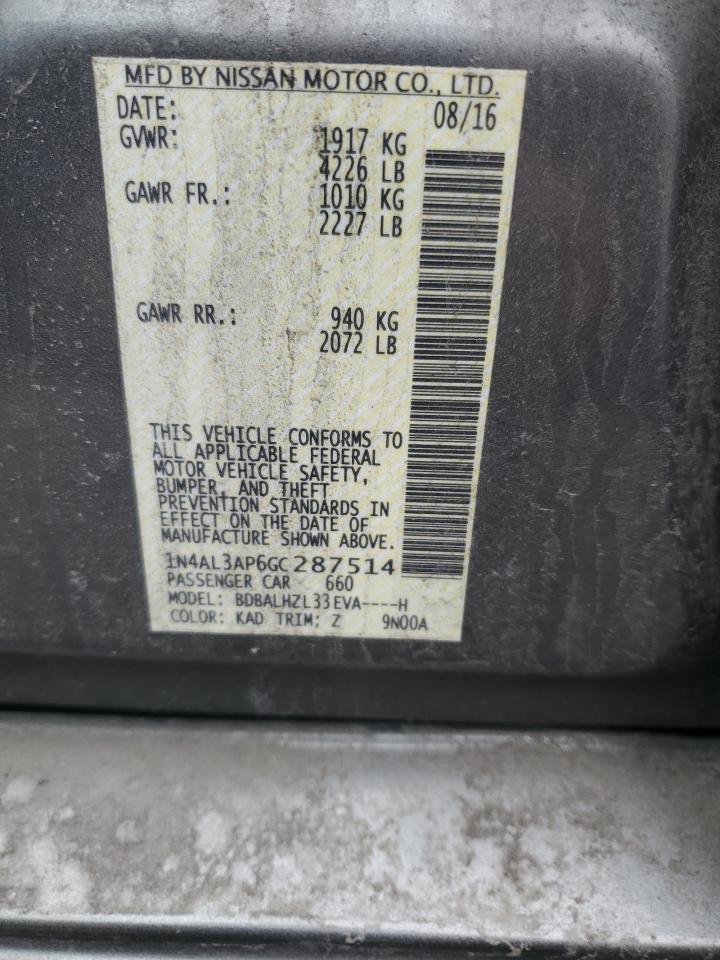 MFD BY NISSAN MOTOR CO., LTD.
DATE: 08/16
GVWR: 1917 KG
4226 LB
GAWR FR.: 1010 KG
2227 LB
GAWR RR.: 940 KG
2072 LB
THIS VEHICLE CONFORMS TO
ALL APPLICABLE FEDERAL
MOTOR VEHICLE SAFETY,
BUMPER, AND THEFT
PREVENTION STANDARDS IN
EFFECT ON THE DATE OF
MANUFACTURE SHOWN ABOVE.
1N4AL3AP6GC287514
PASSENGER CAR 660
MODEL: BDBALHZL33EVA----H
COLOR: KAD TRIM: Z 9N00A